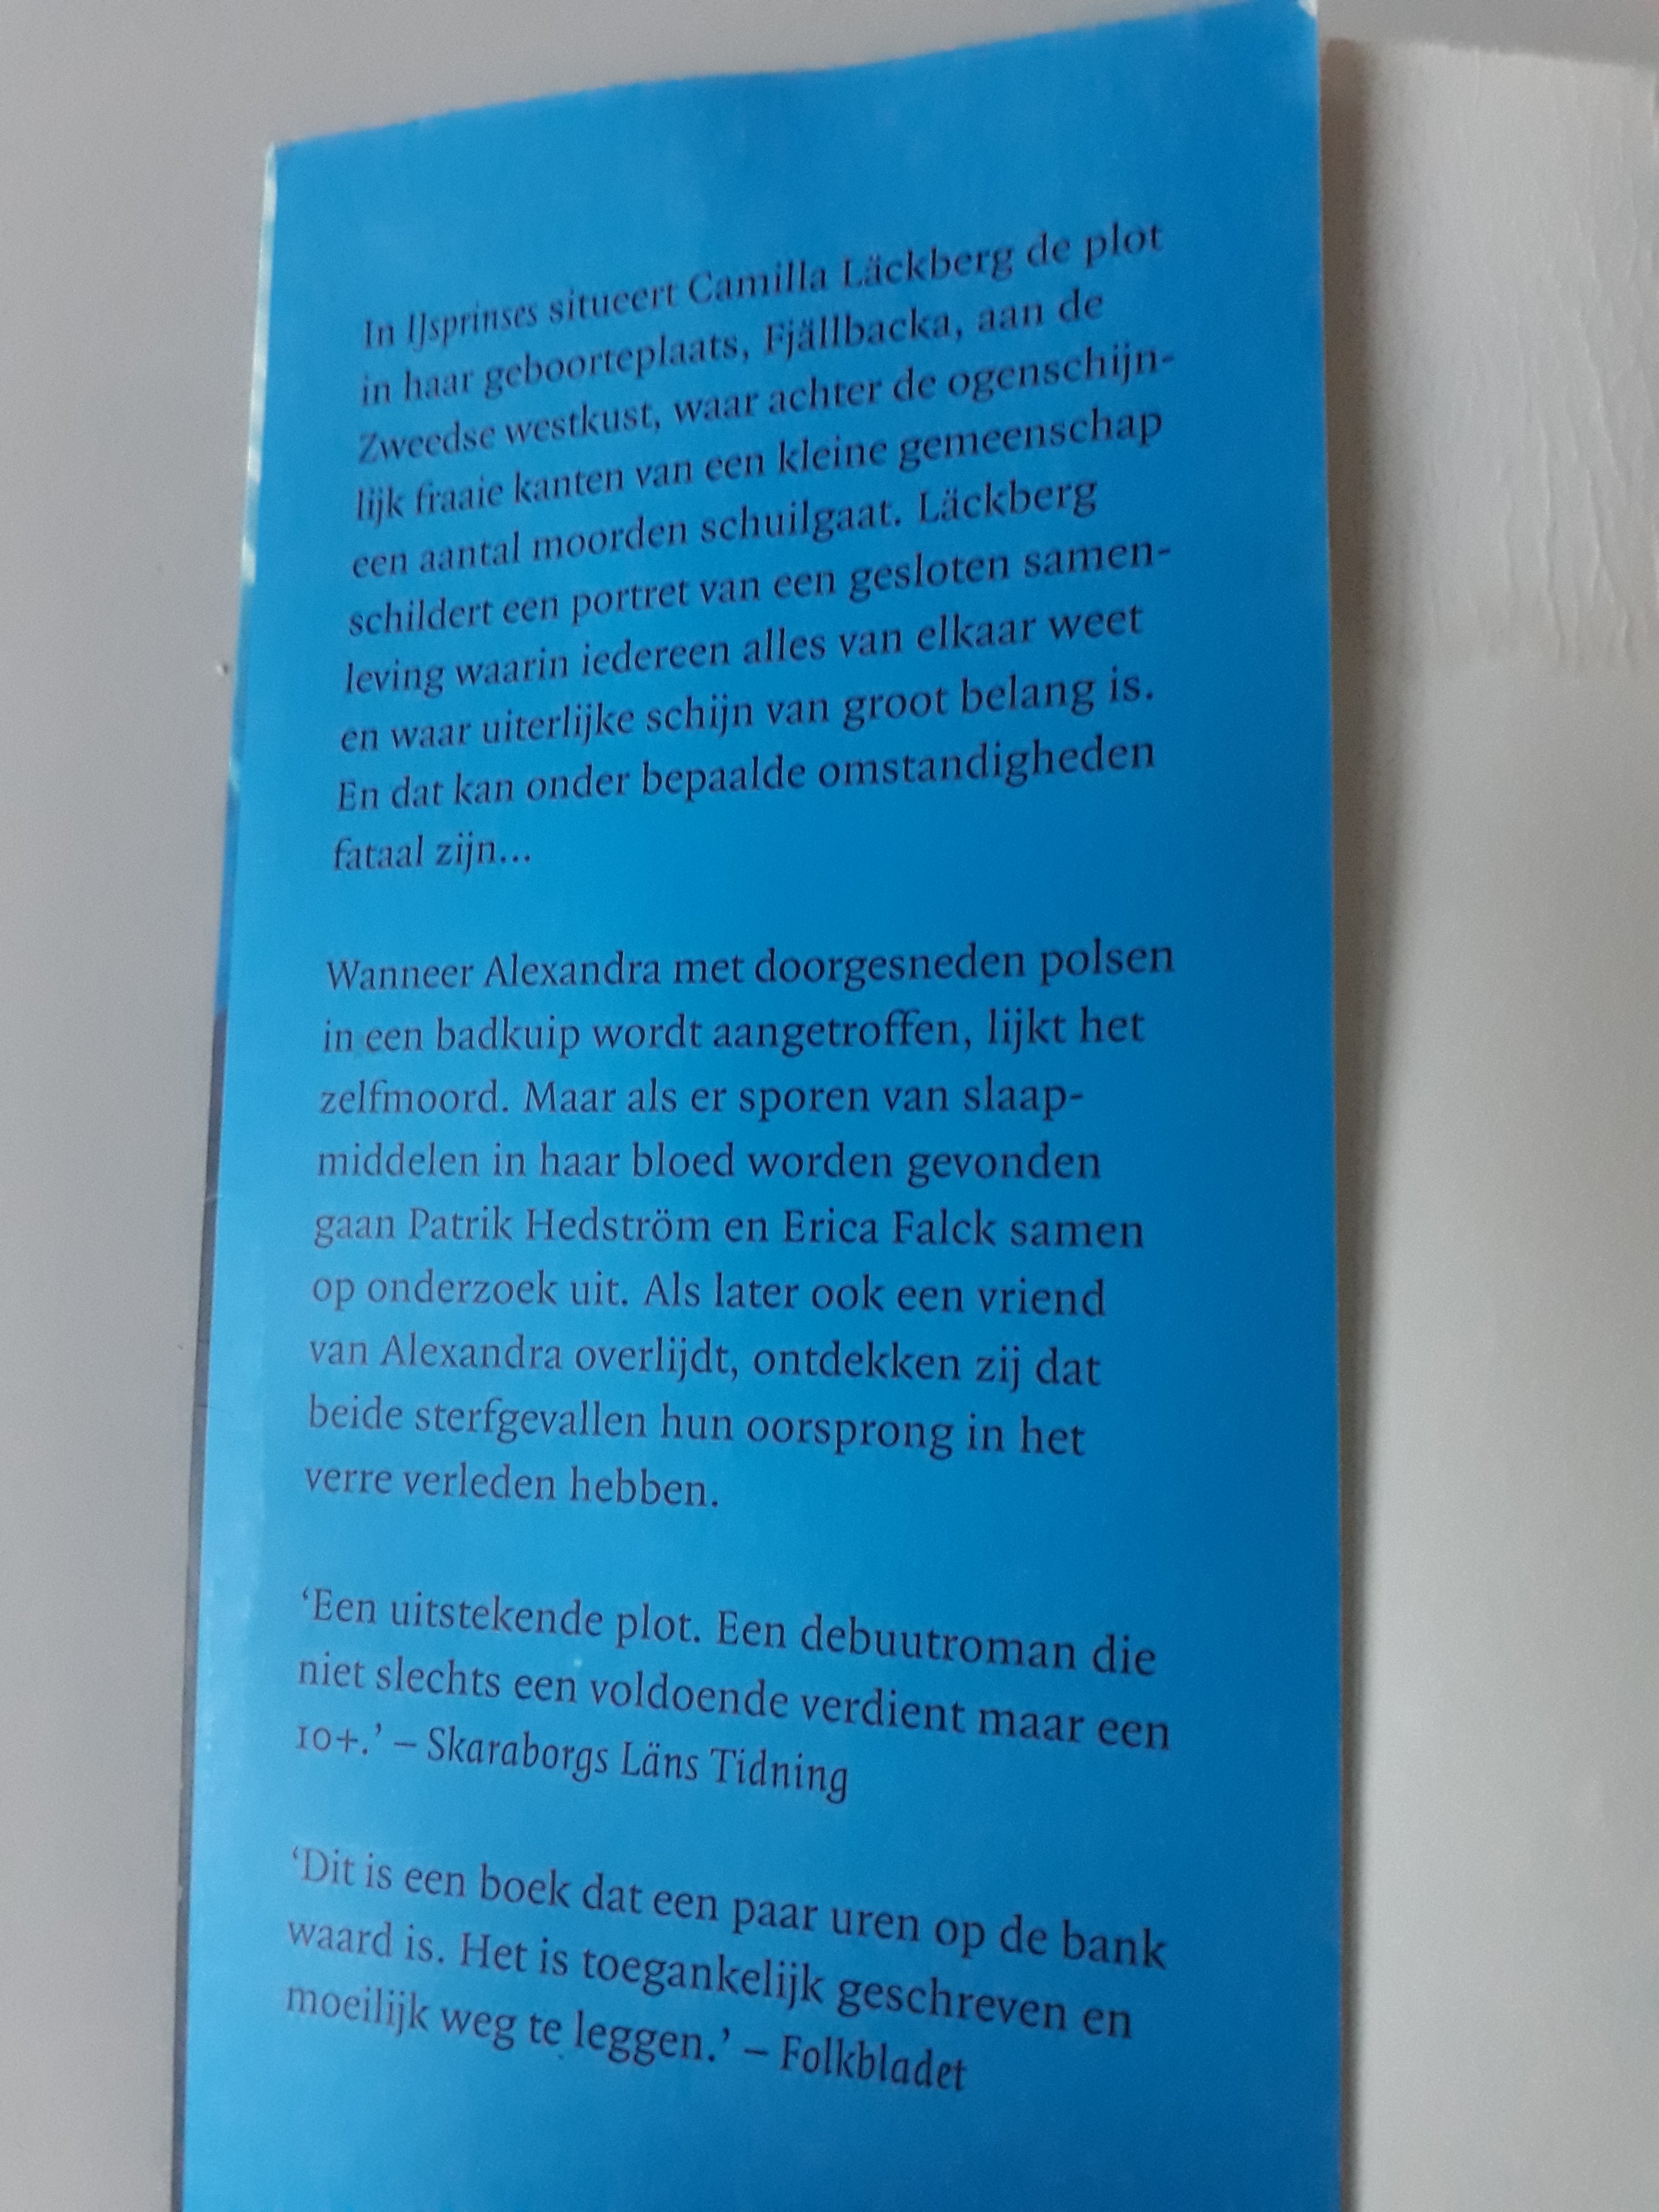 In IJsprinses situeert Camilla Läckberg de plot
in haar geboorteplaats, Fjällbacka, aan de
Zweedse westkust, waar achter de ogenschijn-
lijk fraaie kanten van een kleine gemeenschap
een aantal moorden schuilgaat. Läckberg
schildert een portret van een gesloten samen-
leving waarin iedereen alles van elkaar weet
en waar uiterlijke schijn van groot belang is.
En dat kan onder bepaalde omstandigheden
fataal zijn...
Wanneer Alexandra met doorgesneden polsen
in een badkuip wordt aangetroffen, lijkt het
zelfmoord. Maar als er sporen van slaap-
middelen in haar bloed worden gevonden
gaan Patrik Hedström en Erica Falck samen
op onderzoek uit. Als later ook een vriend
van Alexandra overlijdt, ontdekken zij dat
beide sterfgevallen hun oorsprong in het
verre verleden hebben.
‘Een uitstekende plot. Een debuutroman die
niet slechts een voldoende verdient maar een
10+.’ – Skaraborgs Läns Tidning
‘Dit is een boek dat een paar uren op de bank
waard is. Het is toegankelijk geschreven en
moeilijk weg te leggen.’ – Folkbladet